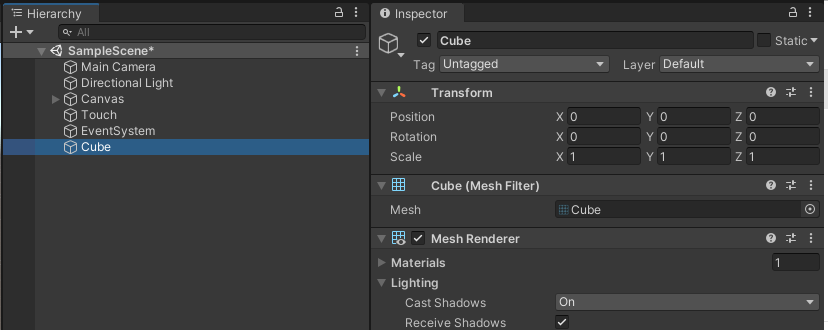 Hierarchy
All
SampleScene*
Main Camera
Directional Light
Canvas
Touch
EventSystem
Cube
Inspector
Cube Static
Tag Untagged Layer Default
Transform
Position X 0 Y 0 Z 0
Rotation X 0 Y 0 Z 0
Scale X 1 Y 1 Z 1
Cube (Mesh Filter)
Mesh Cube
Mesh Renderer
Materials 1
Lighting
Cast Shadows On
Receive Shadows